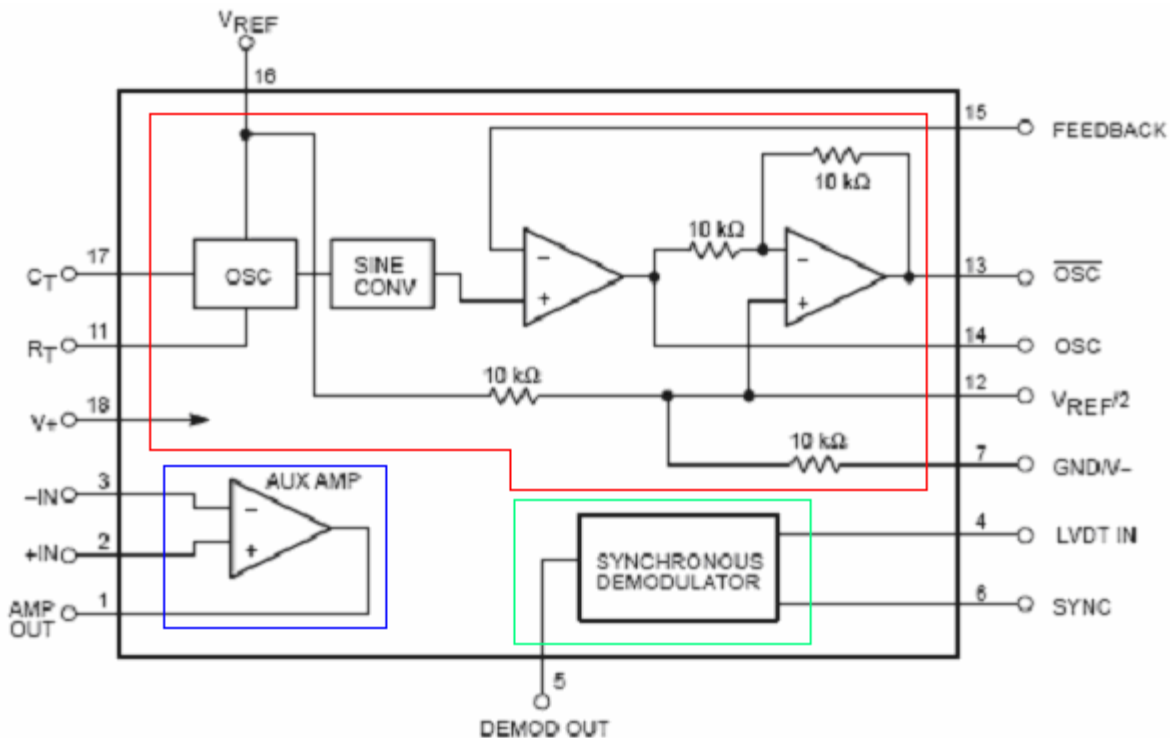 VREF
16
15
FEEDBACK
10 kΩ
10 kΩ
17
CT
OSC
SINE
CONV
−
+
−
+
13
OSC
11
RT
14
OSC
10 kΩ
12
VREF/2
18
V+
10 kΩ
7
GND/V–
AUX AMP
3
–IN
−
2
+IN
+
1
AMP
OUT
SYNCHRONOUS
DEMODULATOR
4
LVDT IN
6
SYNC
5
DEMOD OUT